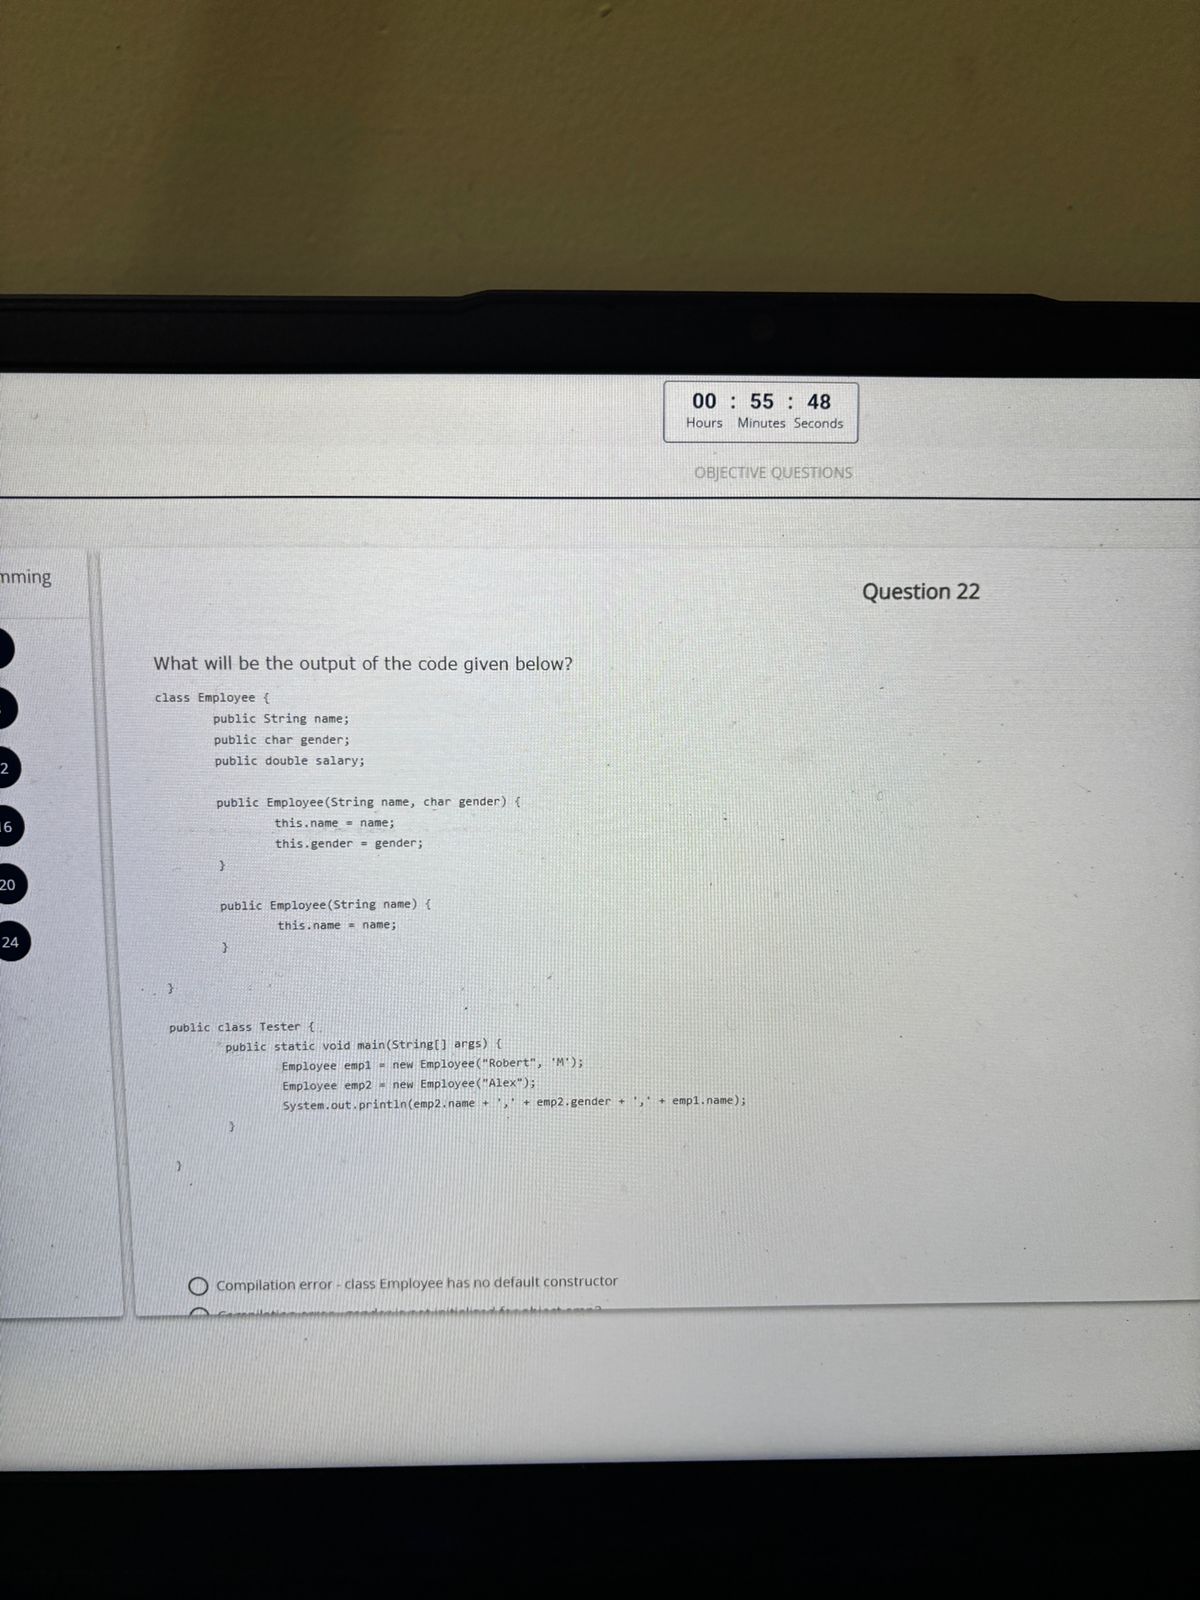 00 : 55 : 48
Hours Minutes Seconds
OBJECTIVE QUESTIONS
mming
Question 22
2
16
20
24
What will be the output of the code given below?
class Employee {
public String name;
public char gender;
public double salary;
public Employee(String name, char gender) {
this.name = name;
this.gender = gender;
}
public Employee(String name) {
this.name = name;
}
}
public class Tester {
public static void main(String[] args) {
Employee emp1 = new Employee("Robert", 'M');
Employee emp2 = new Employee("Alex");
System.out.println(emp2.name + ',' + emp2.gender + ',' + emp1.name);
}
}
Compilation error - class Employee has no default constructor